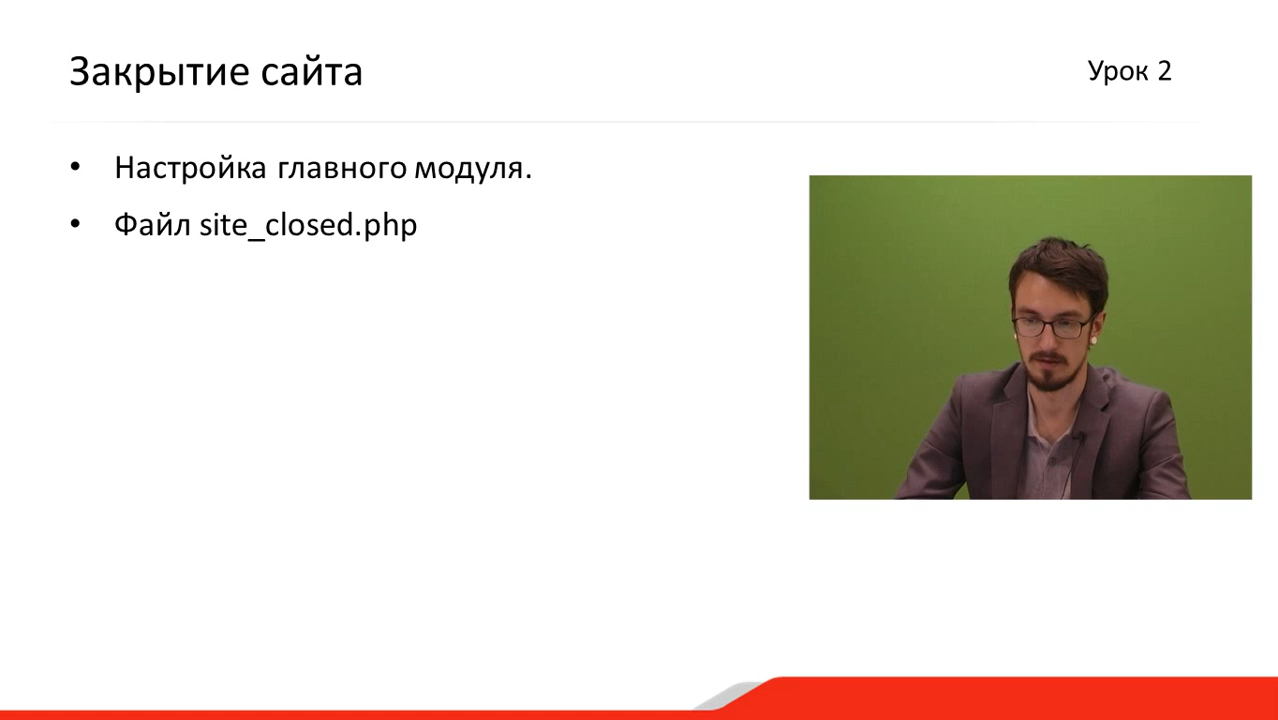 Закрытие сайта
Урок 2
• Настройка главного модуля.
• Файл site_closed.php